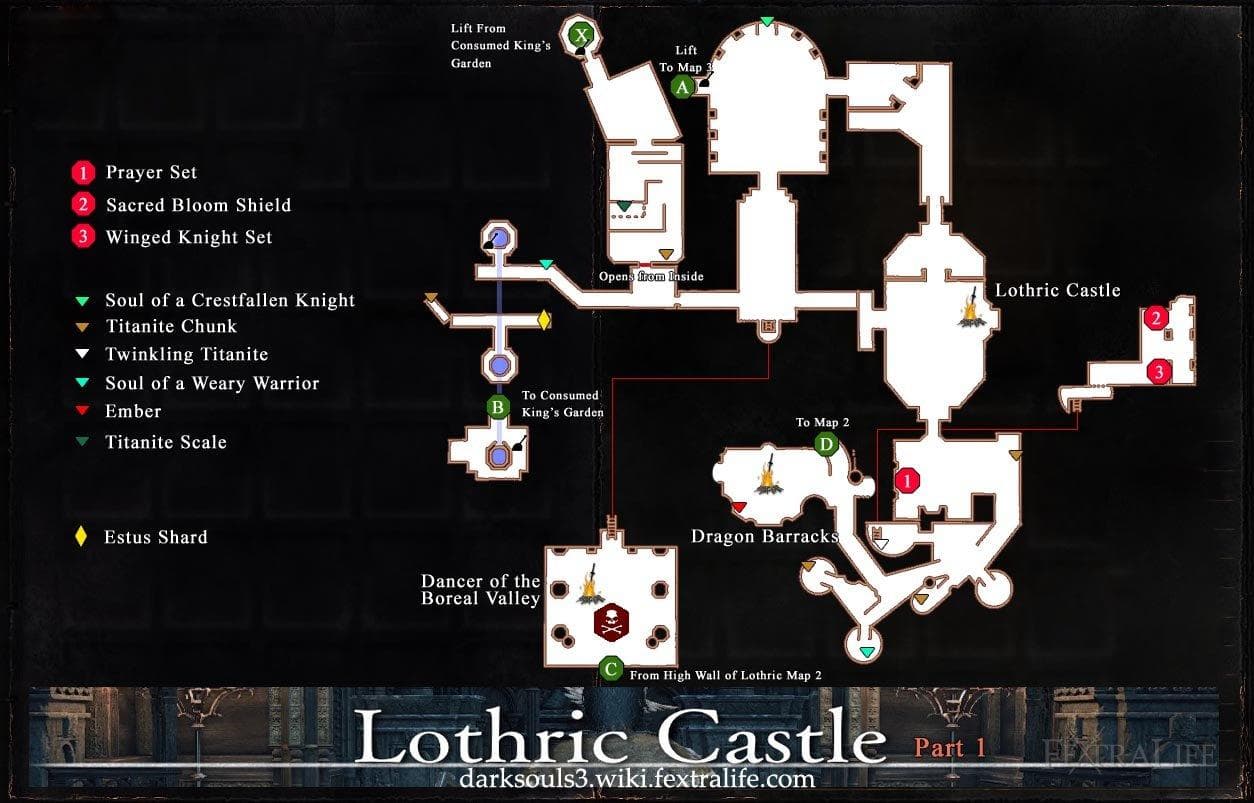 Lift From
Consumed King's
Garden
X
Lift
To Map 3
A
1 Prayer Set
2 Sacred Bloom Shield
3 Winged Knight Set
Opens from Inside
Soul of a Crestfallen Knight
Titanite Chunk
Twinkling Titanite
Soul of a Weary Warrior
Ember
Titanite Scale
Estus Shard
Lothric Castle
2
3
B
To Consumed
King's Garden
To Map 2
D
1
Dragon Barracks
Dancer of the
Boreal Valley
C From High Wall of Lothric Map 2
Lothric Castle Part 1
FEXTRALIFE
darksouls3.wiki.fextralife.com